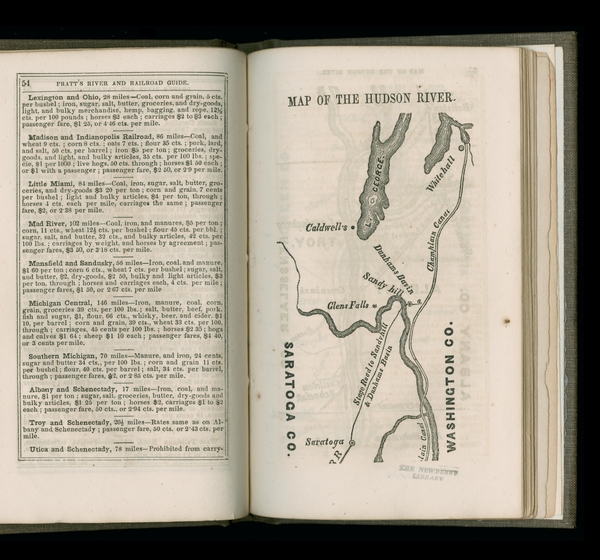 54 PRATT'S RIVER AND RAILROAD GUIDE.
Lexington and Ohio, 28 miles—Coal, corn and grain, 5 cts.
per bushel; iron, sugar, salt, butter, groceries, and dry-goods,
light, and bulky merchandise, hemp, bagging, and rope, 12½
cts. per 100 pounds; horses $2 each; carriages $2 to $3 each;
passenger fare, $1 25, or 4·46 cts. per mile.
Madison and Indianopolis Railroad, 86 miles—Coal, and
wheat 9 cts.; corn 8 cts.; oats 7 cts.; flour 35 cts.; pork, lard,
and salt, 50 cts. per barrel; iron $5 per ton; groceries, dry-
goods, and light, and bulky articles, 35 cts. per 100 lbs.; spe-
cie, $1 per 1000; live hogs, 50 cts. through; horses $1 50 each;
or $1 with a passenger; passenger fare, $2 50, or 2·9 per mile.
Little Miami, 84 miles—Coal, iron, sugar, salt, butter, gro-
ceries, and dry-goods $3 20 per ton; corn and grain, 7 cents
per bushel; light and bulky articles, $4 per ton, through;
horses 4 cts. each per mile, carriages the same; passenger
fare, $2, or 2·38 per mile.
Mad River, 102 miles—Coal, iron, and manures, $5 per ton;
corn, 11 cts., wheat 12½ cts. per bushel; flour 45 cts. per bbl.;
sugar, salt, and butter, 32 cts., and bulky articles, 42 cts. per
100 lbs.; carriages by weight, and horses by agreement; pas-
senger fares, $3 50, or 3·18 cts. per mile.
Mansfield and Sandusky, 56 miles—Iron, coal, and manure,
$1 60 per ton; corn 6 cts., wheat 7 cts. per bushel; sugar, salt,
and butter, $2, dry-goods, $2 50, bulky and light articles, $3
per ton, through; horses and carriages each, 4 cts. per mile;
passenger fares, $1 50, or 2 67 cts. per mile
Michigan Central, 146 miles—Iron, manure, coal, corn,
grain, groceries 39 cts. per 100 lbs.; salt, butter, beef, pork,
fish and sugar, $1, flour, 66 cts., whisky, beer, and cider, $1
10, per barrel; corn and grain, 39 cts., wheat 33 cts. per 100,
through; carriages, 45 cents per 100 lbs.; horses $2 35; hogs
and calves $1 64; sheep $1 10 each; passenger fares, $4 40,
or 3 cents per mile.
Southern Michigan, 70 miles—Manure, and iron, 24 cents,
sugar and butter 34 cts., per 100 lbs.; corn and grain 11 cts.
per bushel; flour, 40 cts. per barrel; salt, 34 cts. per barrel,
through; passenger fares, $2, or 2·85 cts. per mile.
Albany and Schenectady, 17 miles—Iron, coal, and ma-
nure, $1 per ton; sugar, salt, groceries, butter, dry-goods and
bulky articles, $1 25 per ton; horses $2, carriages $1 to $2
each; passenger fare, 50 cts., or 2·94 cts. per mile.
Troy and Schenectady, 20½ miles—Rates same as on Al-
bany and Schenectady; passenger fare, 50 cts. or 2·43 cts. per
mile.
Utica and Schenectady, 78 miles—Prohibited from carry-
MAP OF THE HUDSON RIVER.
L. GEORGE
Whitehall
Caldwell's
Champlain Canal
Dunhams Basin
Sandy hill
Glens Falls
Stage Road to Sandy hill
& Dunhams Basin
SARATOGA CO.
WASHINGTON CO.
Saratoga
RR
lain Canal
THE NEWBERRY
LIBRARY